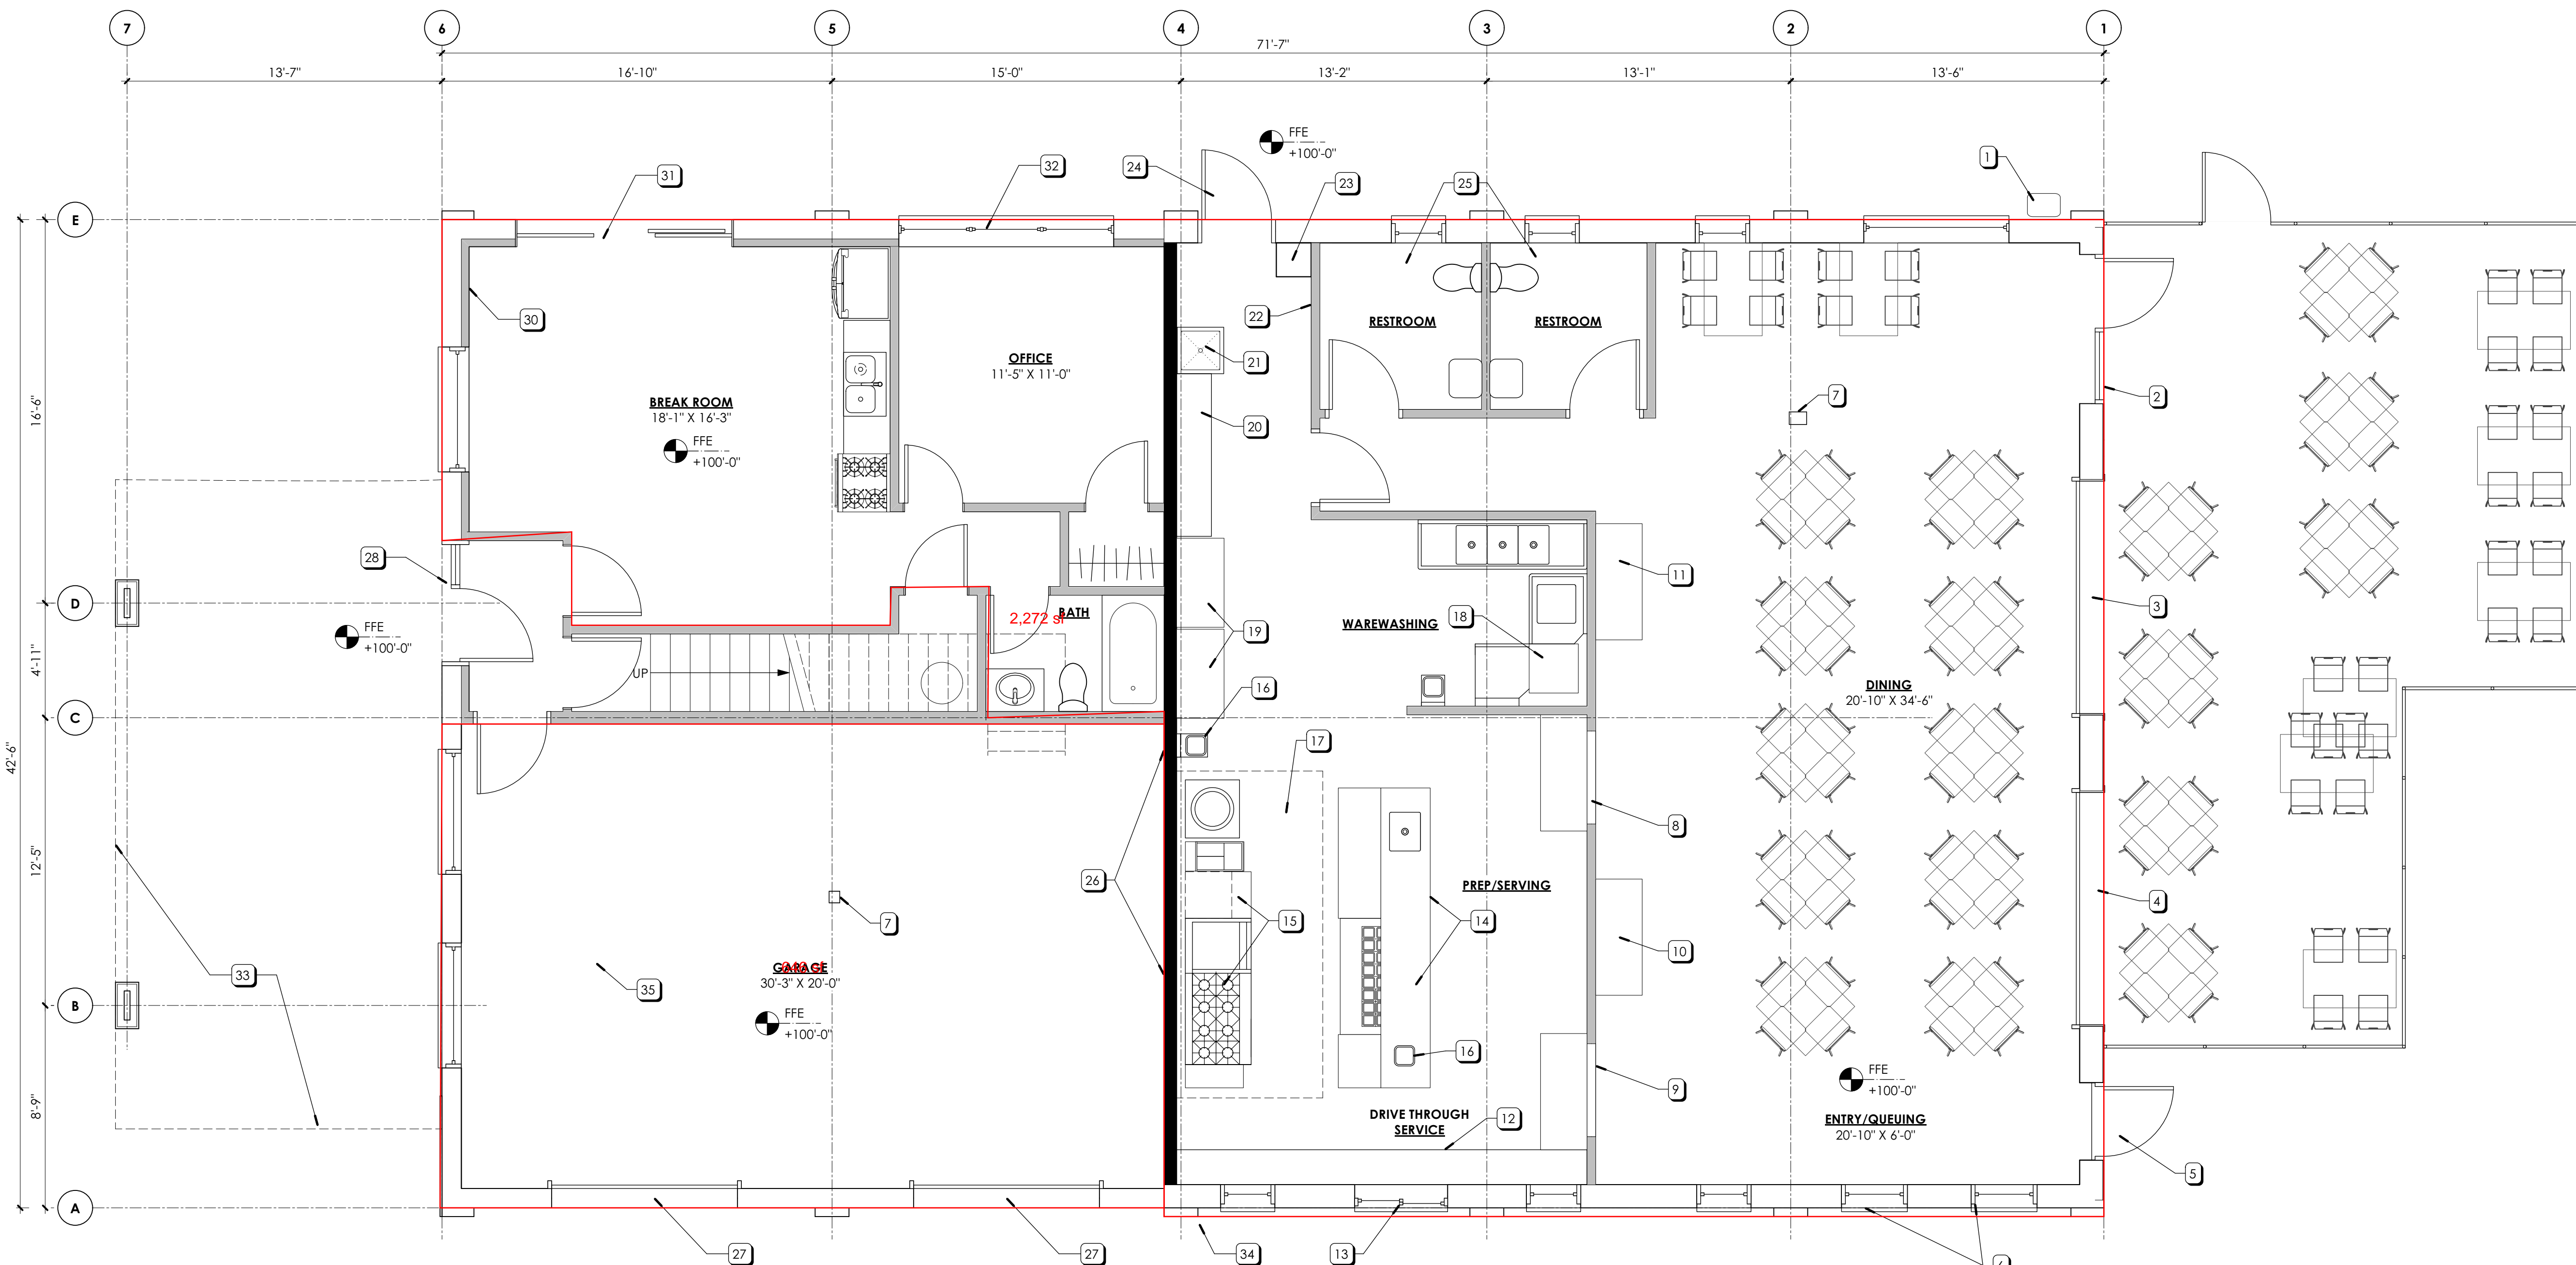 7
6
5
4
3
2
1
71'-7"
13'-7"
16'-10"
15'-0"
13'-2"
13'-1"
13'-6"
FFE
+100'-0"
32
24
1
31
23
25
E
30
22
RESTROOM
RESTROOM
OFFICE
11'-5" X 11'-0"
21
BREAK ROOM
18'-1" X 16'-3"
7
2
16'-6"
20
FFE
+100'-0"
28
11
D
BATH
2,272 sf
18
3
FFE
+100'-0"
WAREWASHING
19
4'-11"
UP
16
DINING
20'-10" X 34'-6"
C
17
42'-6"
8
12'-5"
26
PREP/SERVING
4
7
15
14
10
GARAGE
30'-3" X 20'-0"
33
35
B
FFE
+100'-0"
16
FFE
+100'-0"
9
8'-9"
DRIVE THROUGH
SERVICE
12
ENTRY/QUEUING
20'-10" X 6'-0"
5
A
27
27
34
13